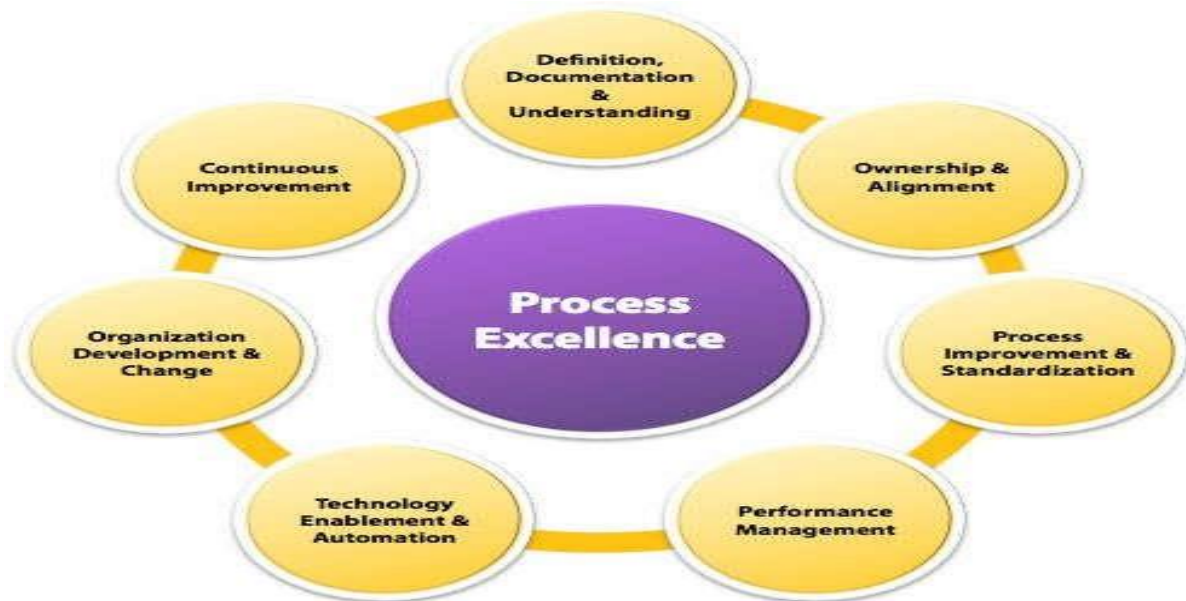 Definition,
Documentation
&
Understanding
Ownership &
Alignment
Process
Improvement &
Standardization
Performance
Management
Technology
Enablement &
Automation
Organization
Development &
Change
Continuous
Improvement
Process
Excellence